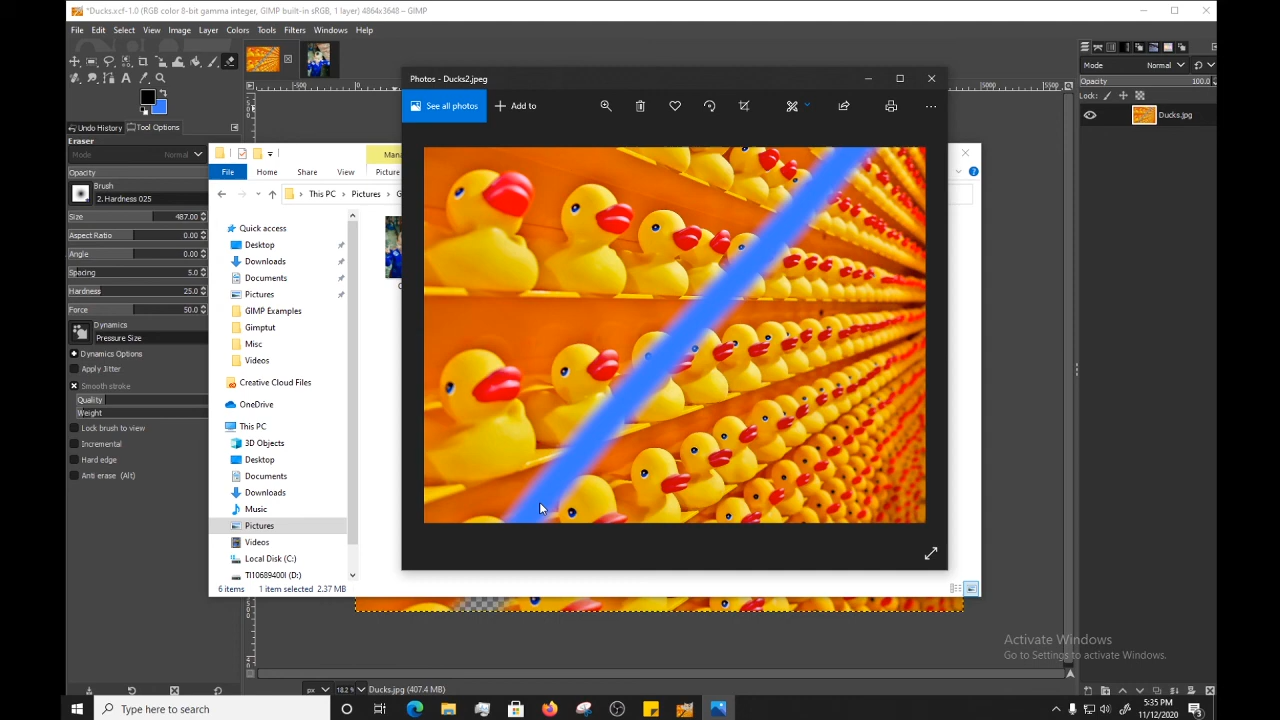 *Ducks.xcf-1.0 (RGB color 8-bit gamma integer, GIMP built-in sRGB, 1 layer) 4864x3648 – GIMP
File Edit Select View Image Layer Colors Tools Filters Windows Help
Undo History Tool Options
Eraser
Mode Normal
Opacity
Brush
2. Hardness 025
Size 487.00
Aspect Ratio 0.00
Angle 0.00
Spacing 5.0
Hardness 25.0
Force 50.0
Dynamics
Pressure Size
Dynamics Options
Apply Jitter
Smooth stroke
Quality
Weight
Lock brush to view
Incremental
Hard edge
Anti erase (Alt)
File Home Share View Picture
Mana
This PC Pictures G
Quick access
Desktop
Downloads
Documents
Pictures
GIMP Examples
Gimptut
Misc
Videos
Creative Cloud Files
OneDrive
This PC
3D Objects
Desktop
Documents
Downloads
Music
Pictures
Videos
Local Disk (C:)
TI10689400I (D:)
6 items 1 item selected 2.37 MB
Photos - Ducks2.jpeg
See all photos Add to
Mode Normal
Opacity 100.0
Lock:
Ducks.jpg
Activate Windows
Go to Settings to activate Windows.
px 18.2 % Ducks.jpg (407.4 MB)
Type here to search
5:35 PM
11/12/2020
3